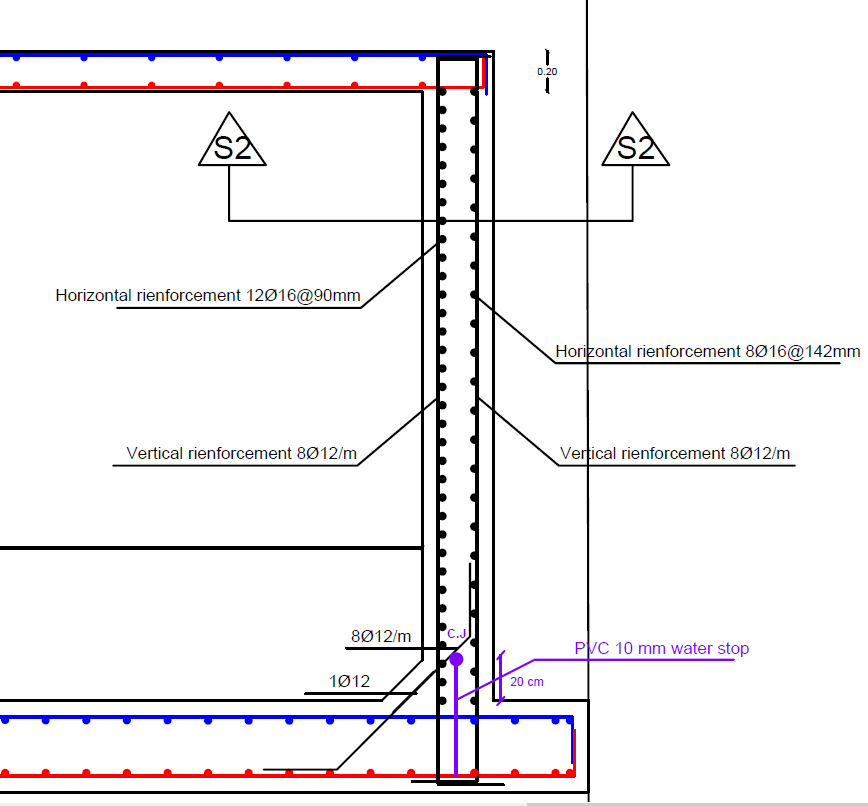 0.20
S2
S2
Horizontal rienforcement 12Ø16@90mm
Horizontal rienforcement 8Ø16@142mm
Vertical rienforcement 8Ø12/m
Vertical rienforcement 8Ø12/m
C.J
8Ø12/m
PVC 10 mm water stop
1Ø12
20 cm